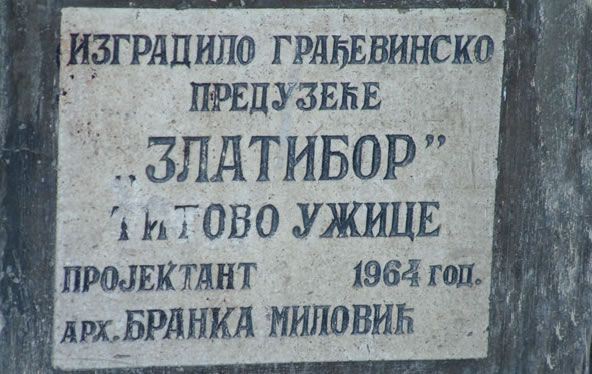 ИЗГРАДИЛО ГРАЂЕВИНСКО
ПРЕДУЗЕЋЕ
„ЗЛАТИБОР”
ТИТОВО УЖИЦЕ
ПРОЈЕКТАНТ 1964 ГОД.
АРХ. БРАНКА МИЛОВИЋ